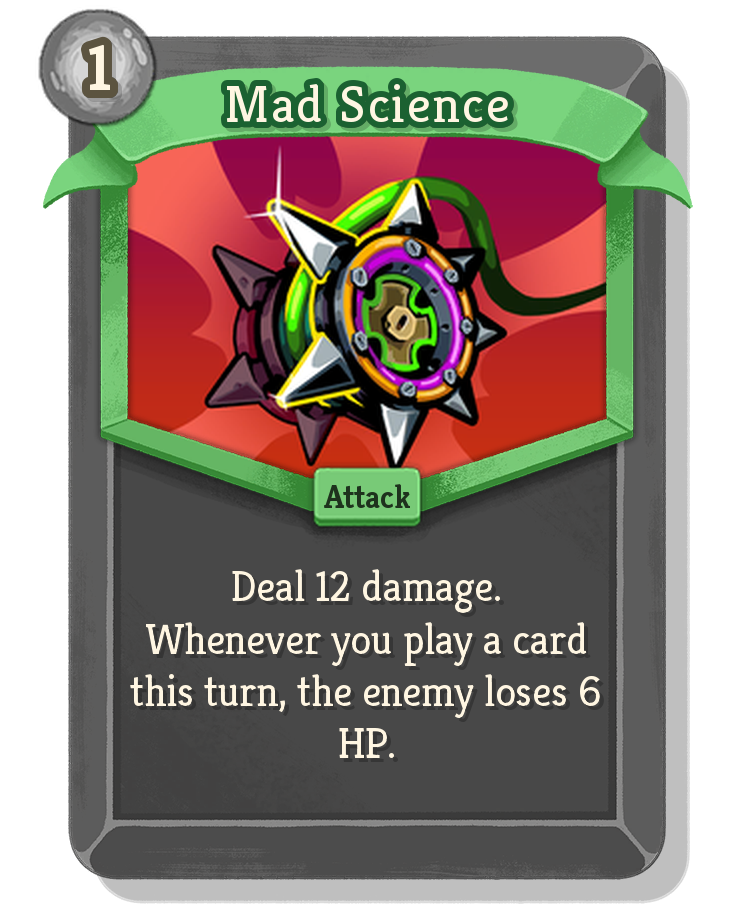 1
Mad Science
Attack
Deal 12 damage.
Whenever you play a card
this turn, the enemy loses 6
HP.